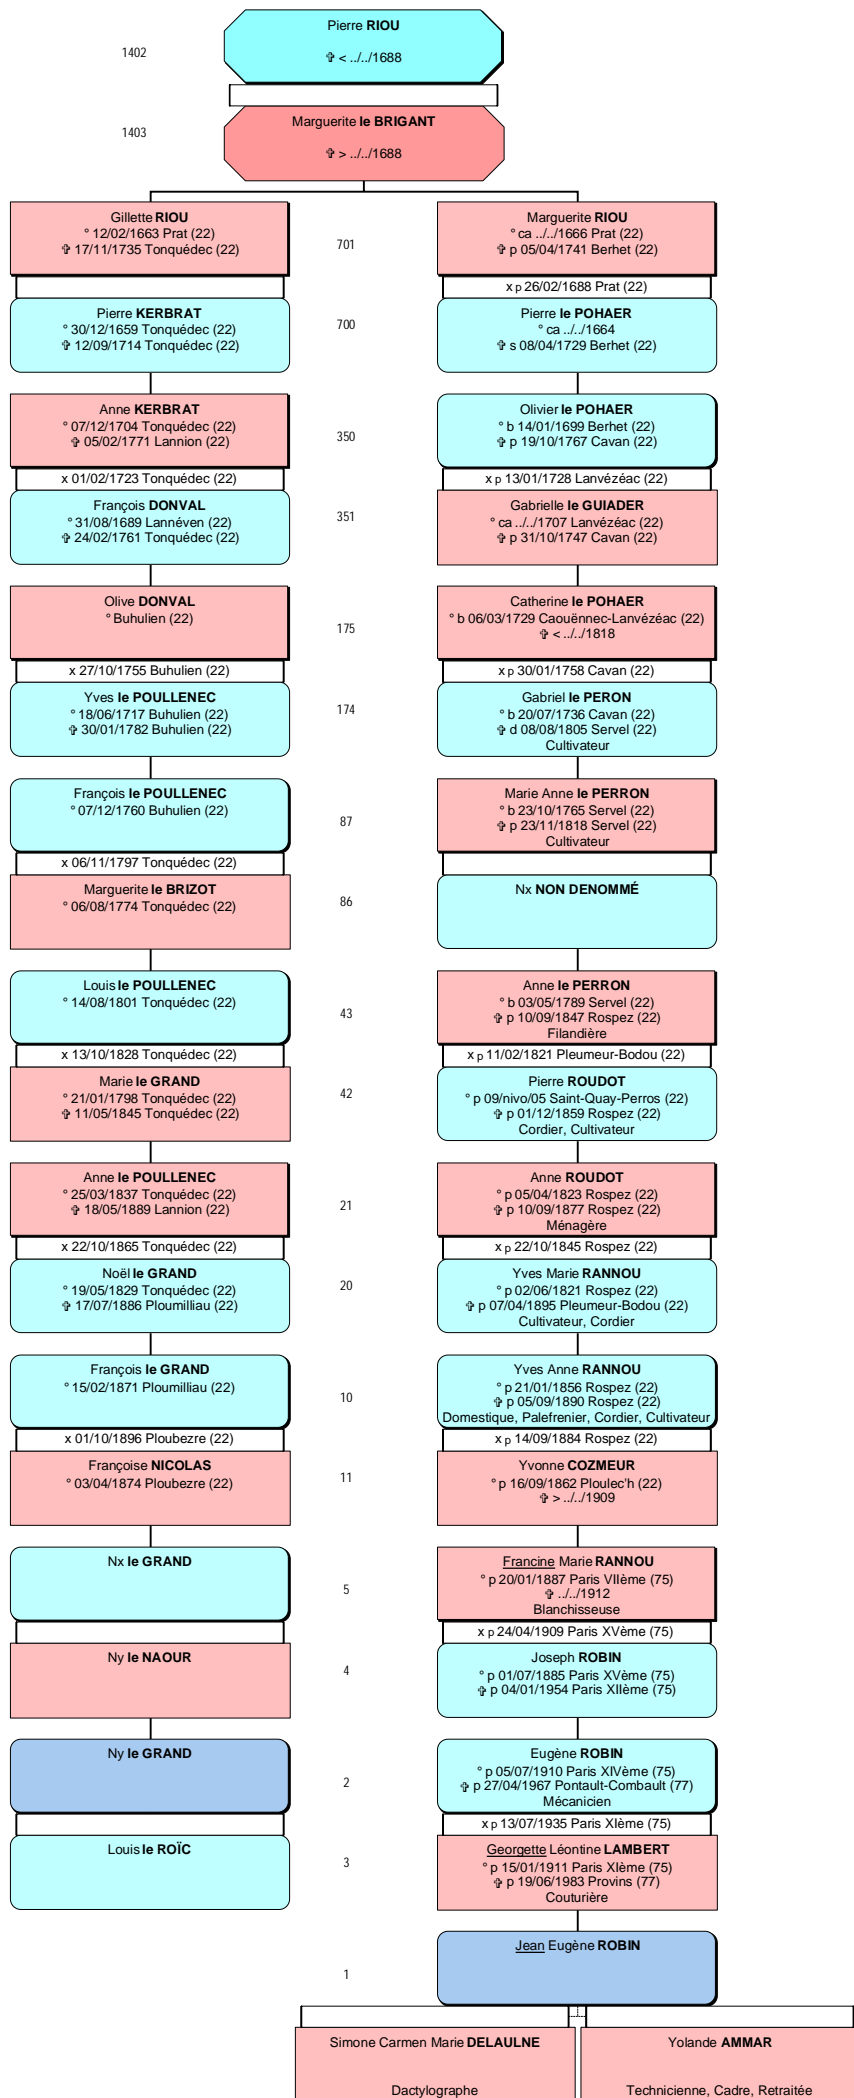 Pierre RIOU
✞ < ../../1688
1402
Marguerite le BRIGANT
✞ > ../../1688
1403
Gillette RIOU
° 12/02/1663 Prat (22)
✞ 17/11/1735 Tonquédec (22)
701
Marguerite RIOU
° ca ../../1666 Prat (22)
✞ p 05/04/1741 Berhet (22)
x p 26/02/1688 Prat (22)
Pierre KERBRAT
° 30/12/1659 Tonquédec (22)
✞ 12/09/1714 Tonquédec (22)
700
Pierre le POHAER
° ca ../../1664
✞ s 08/04/1729 Berhet (22)
Anne KERBRAT
° 07/12/1704 Tonquédec (22)
✞ 05/02/1771 Lannion (22)
350
Olivier le POHAER
° b 14/01/1699 Berhet (22)
✞ p 19/10/1767 Cavan (22)
x 01/02/1723 Tonquédec (22)
x p 13/01/1728 Lanvézéac (22)
François DONVAL
° 31/08/1689 Lannéven (22)
✞ 24/02/1761 Tonquédec (22)
351
Gabrielle le GUIADER
° ca ../../1707 Lanvézéac (22)
✞ p 31/10/1747 Cavan (22)
Olive DONVAL
° Buhulien (22)
175
Catherine le POHAER
° b 06/03/1729 Caouënnec-Lanvézéac (22)
✞ < ../../1818
x 27/10/1755 Buhulien (22)
x p 30/01/1758 Cavan (22)
Yves le POULLENEC
° 18/06/1717 Buhulien (22)
✞ 30/01/1782 Buhulien (22)
174
Gabriel le PERON
° b 20/07/1736 Cavan (22)
✞ d 08/08/1805 Servel (22)
Cultivateur
François le POULLENEC
° 07/12/1760 Buhulien (22)
87
Marie Anne le PERRON
° b 23/10/1765 Servel (22)
✞ p 23/11/1818 Servel (22)
Cultivateur
x 06/11/1797 Tonquédec (22)
Marguerite le BRIZOT
° 06/08/1774 Tonquédec (22)
86
Nx NON DENOMMÉ
Louis le POULLENEC
° 14/08/1801 Tonquédec (22)
43
Anne le PERRON
° b 03/05/1789 Servel (22)
✞ p 10/09/1847 Rospez (22)
Filandière
x 13/10/1828 Tonquédec (22)
x p 11/02/1821 Pleumeur-Bodou (22)
Marie le GRAND
° 21/01/1798 Tonquédec (22)
✞ 11/05/1845 Tonquédec (22)
42
Pierre ROUDOT
° p 09/nivo/05 Saint-Quay-Perros (22)
✞ p 01/12/1859 Rospez (22)
Cordier, Cultivateur
Anne le POULLENEC
° 25/03/1837 Tonquédec (22)
✞ 18/05/1889 Lannion (22)
21
Anne ROUDOT
° p 05/04/1823 Rospez (22)
✞ p 10/09/1877 Rospez (22)
Ménagère
x 22/10/1865 Tonquédec (22)
x p 22/10/1845 Rospez (22)
Noël le GRAND
° 19/05/1829 Tonquédec (22)
✞ 17/07/1886 Ploumilliau (22)
20
Yves Marie RANNOU
° p 02/06/1821 Rospez (22)
✞ p 07/04/1895 Pleumeur-Bodou (22)
Cultivateur, Cordier
François le GRAND
° 15/02/1871 Ploumilliau (22)
10
Yves Anne RANNOU
° p 21/01/1856 Rospez (22)
✞ p 05/09/1890 Rospez (22)
Domestique, Palefrenier, Cordier, Cultivateur
x 01/10/1896 Ploubezre (22)
x p 14/09/1884 Rospez (22)
Françoise NICOLAS
° 03/04/1874 Ploubezre (22)
11
Yvonne COZMEUR
° p 16/09/1862 Ploulec'h (22)
✞ > ../../1909
Nx le GRAND
5
Francine Marie RANNOU
° p 20/01/1887 Paris VIIème (75)
✞ ../../1912
Blanchisseuse
x p 24/04/1909 Paris XVème (75)
Ny le NAOUR
4
Joseph ROBIN
° p 01/07/1885 Paris XVème (75)
✞ p 04/01/1954 Paris XIIème (75)
Ny le GRAND
2
Eugène ROBIN
° p 05/07/1910 Paris XIVème (75)
✞ p 27/04/1967 Pontault-Combault (77)
Mécanicien
x p 13/07/1935 Paris XIème (75)
Louis le ROÏC
3
Georgette Léontine LAMBERT
° p 15/01/1911 Paris XIème (75)
✞ p 19/06/1983 Provins (77)
Couturière
Jean Eugène ROBIN
1
Simone Carmen Marie DELAULNE
Dactylographe
Yolande AMMAR
Technicienne, Cadre, Retraitée